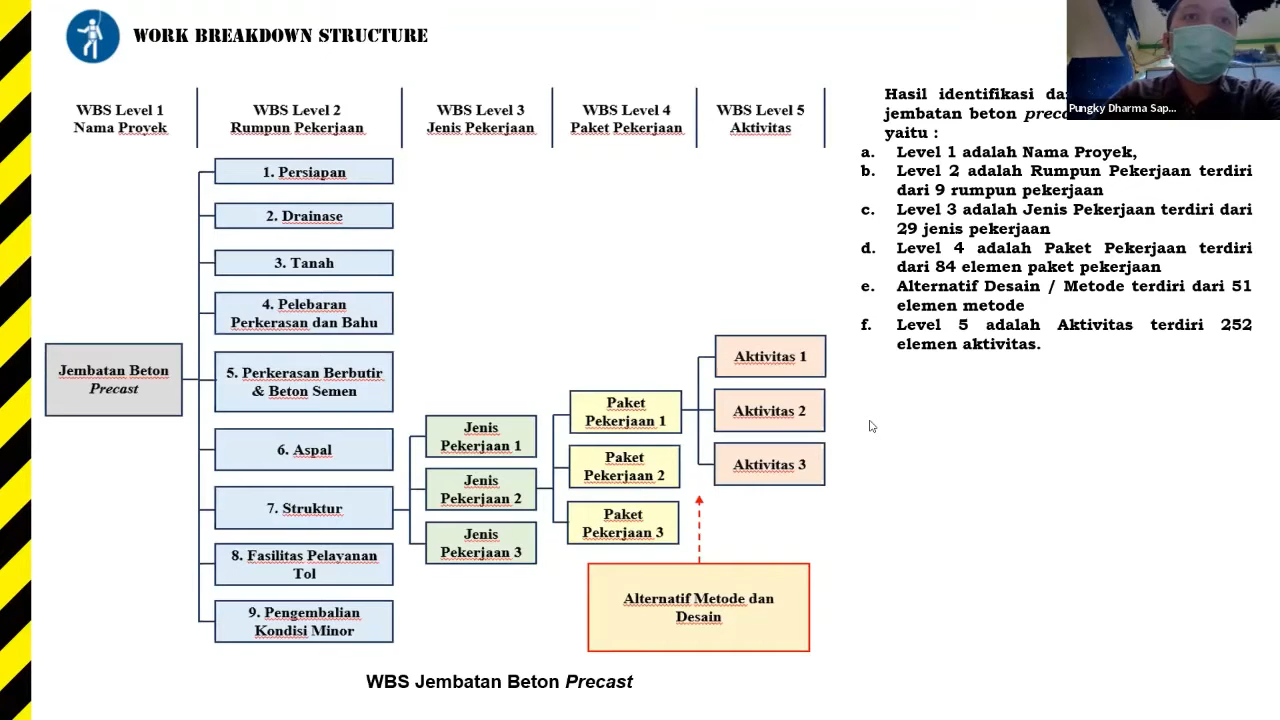 WORK BREAKDOWN STRUCTURE
WBS Level 1
Nama Proyek
WBS Level 2
Rumpun Pekerjaan
WBS Level 3
Jenis Pekerjaan
WBS Level 4
Paket Pekerjaan
WBS Level 5
Aktivitas
Jembatan Beton
Precast
1. Persiapan
2. Drainase
3. Tanah
4. Pelebaran
Perkerasan dan Bahu
5. Perkerasan Berbutir
& Beton Semen
6. Aspal
7. Struktur
8. Fasilitas Pelayanan
Tol
9. Pengembalian
Kondisi Minor
Jenis
Pekerjaan 1
Jenis
Pekerjaan 2
Jenis
Pekerjaan 3
Paket
Pekerjaan 1
Paket
Pekerjaan 2
Paket
Pekerjaan 3
Aktivitas 1
Aktivitas 2
Aktivitas 3
Alternatif Metode dan
Desain
WBS Jembatan Beton Precast
Pungky Dharma Sap...
Hasil identifikasi
jembatan beton
yaitu :
a. Level 1 adalah Nama Proyek,
b. Level 2 adalah Rumpun Pekerjaan terdiri
dari 9 rumpun pekerjaan
c. Level 3 adalah Jenis Pekerjaan terdiri dari
29 jenis pekerjaan
d. Level 4 adalah Paket Pekerjaan terdiri
dari 84 elemen paket pekerjaan
e. Alternatif Desain / Metode terdiri dari 51
elemen metode
f. Level 5 adalah Aktivitas terdiri 252
elemen aktivitas.